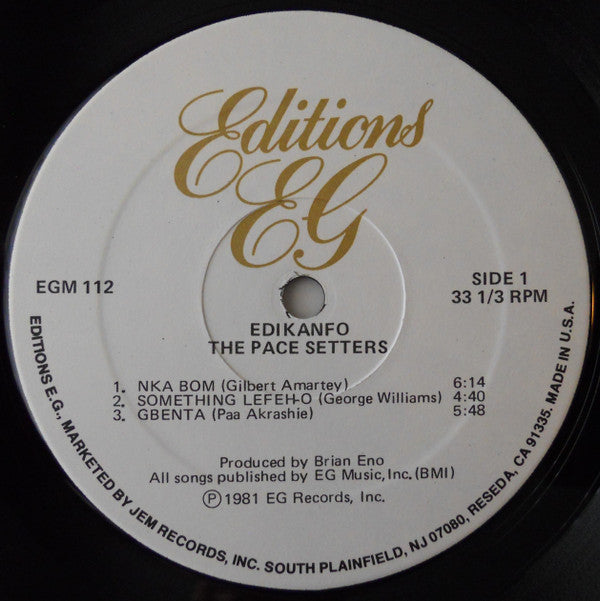 Editions
EG
EGM 112
SIDE 1
33 1/3 RPM
EDIKANFO
THE PACE SETTERS
1. NKA BOM (Gilbert Amartey) 6:14
2. SOMETHING LEFEH-O (George Williams) 4:40
3. GBENTA (Paa Akrashie) 5:48
Produced by Brian Eno
All songs published by EG Music, Inc. (BMI)
Ⓟ 1981 EG Records, Inc.
EDITIONS E.G., MARKETED BY JEM RECORDS, INC. SOUTH PLAINFIELD, NJ 07080, RESEDA, CA 91335. MADE IN U.S.A.